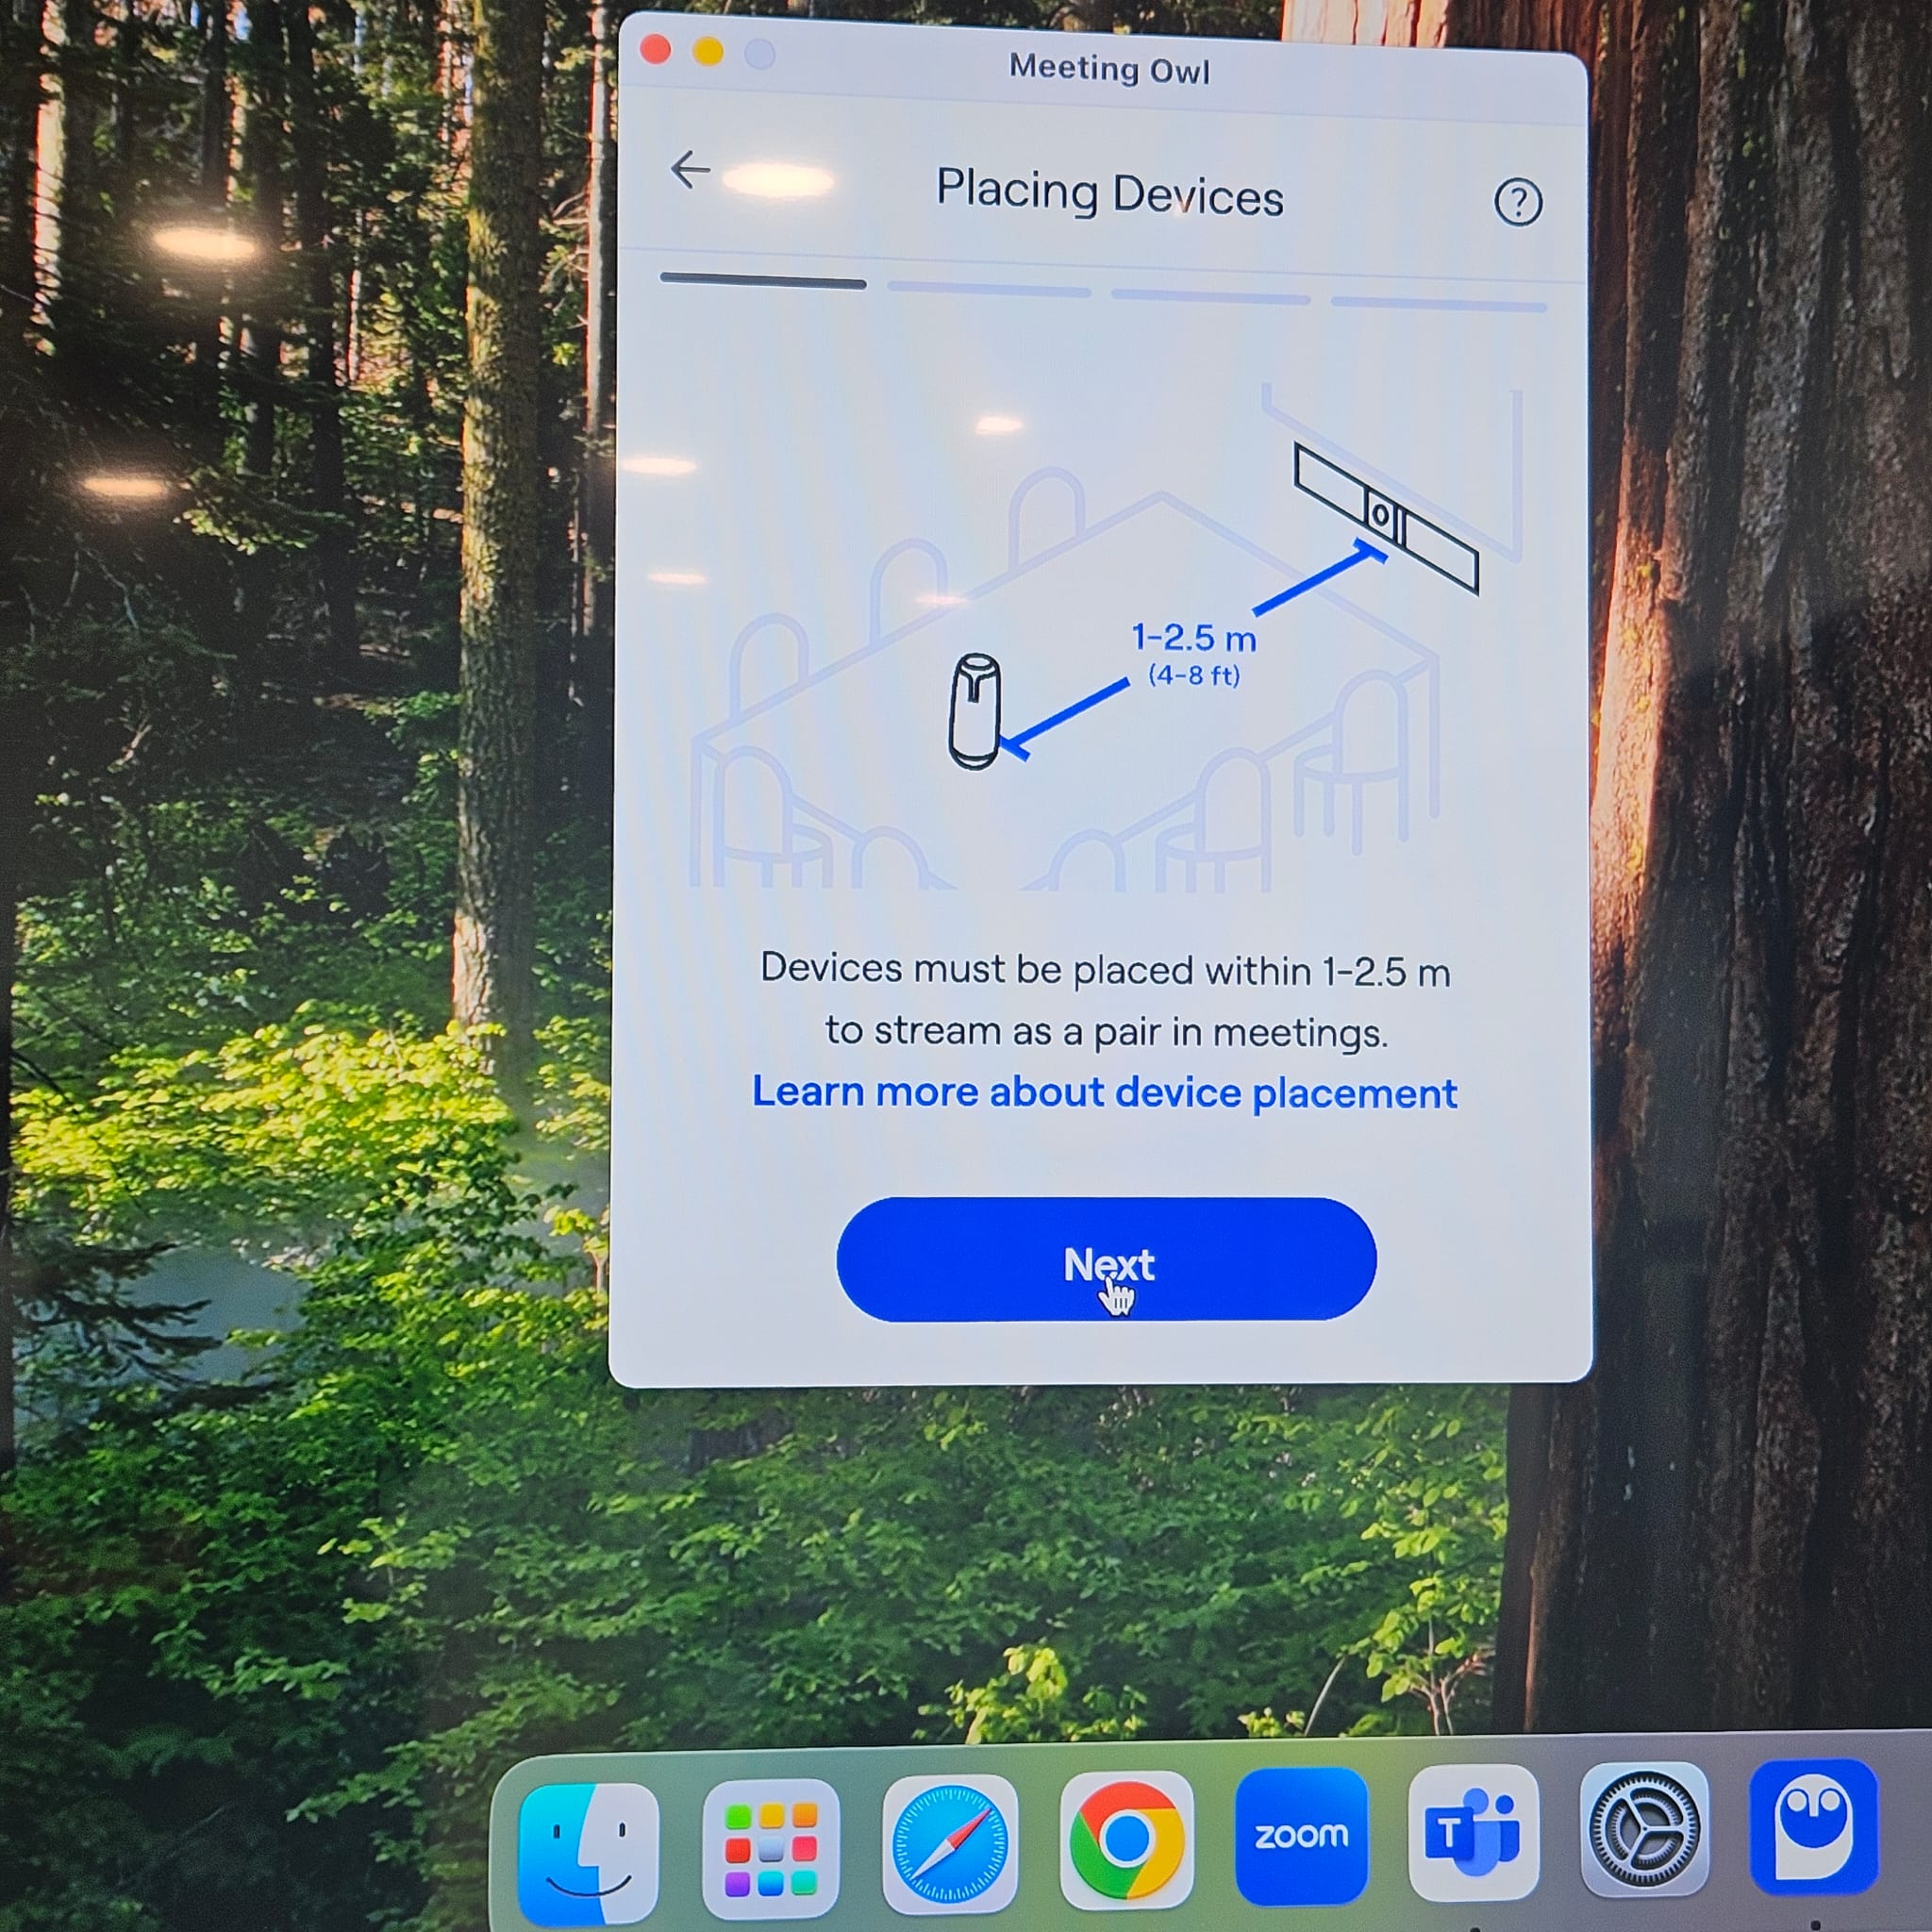 Meeting Owl
Placing Devices
?
1-2.5 m
(4-8 ft)
Devices must be placed within 1-2.5 m
to stream as a pair in meetings.
Learn more about device placement
Next
zoom
T